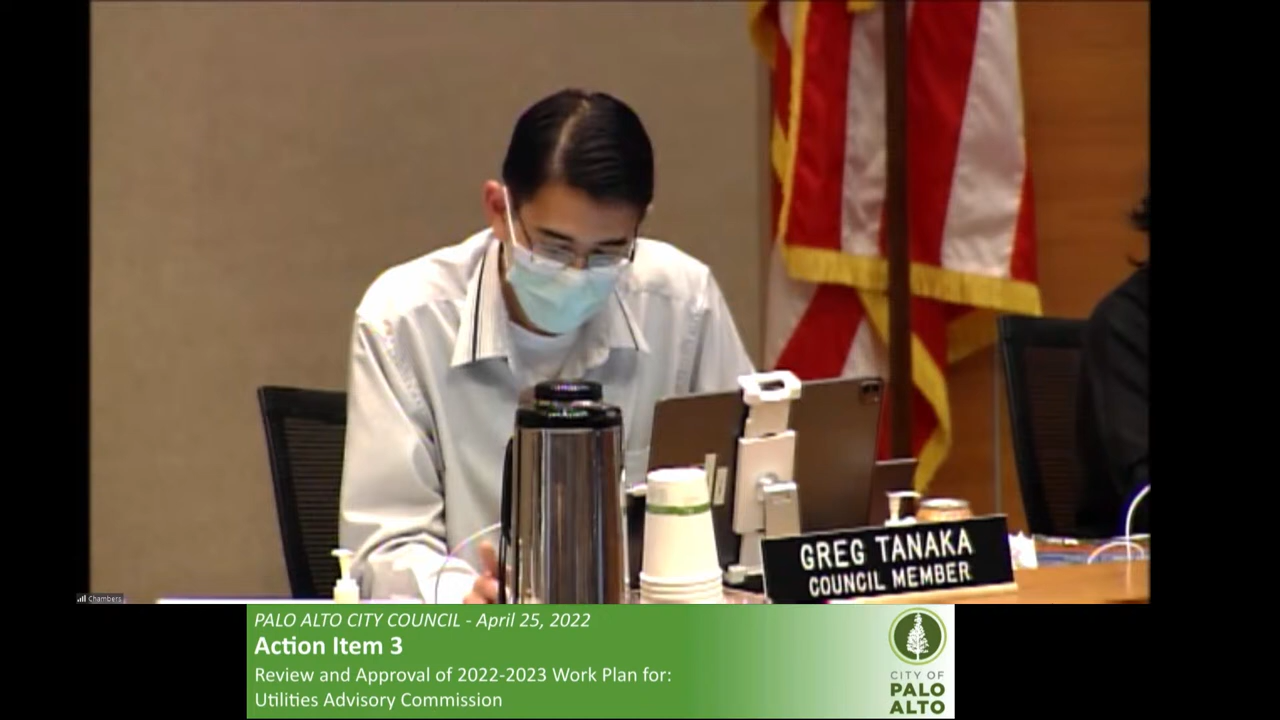 GREG TANAKA
COUNCIL MEMBER
Chambers
PALO ALTO CITY COUNCIL - April 25, 2022
Action Item 3
Review and Approval of 2022-2023 Work Plan for:
Utilities Advisory Commission
CITY OF
PALO
ALTO